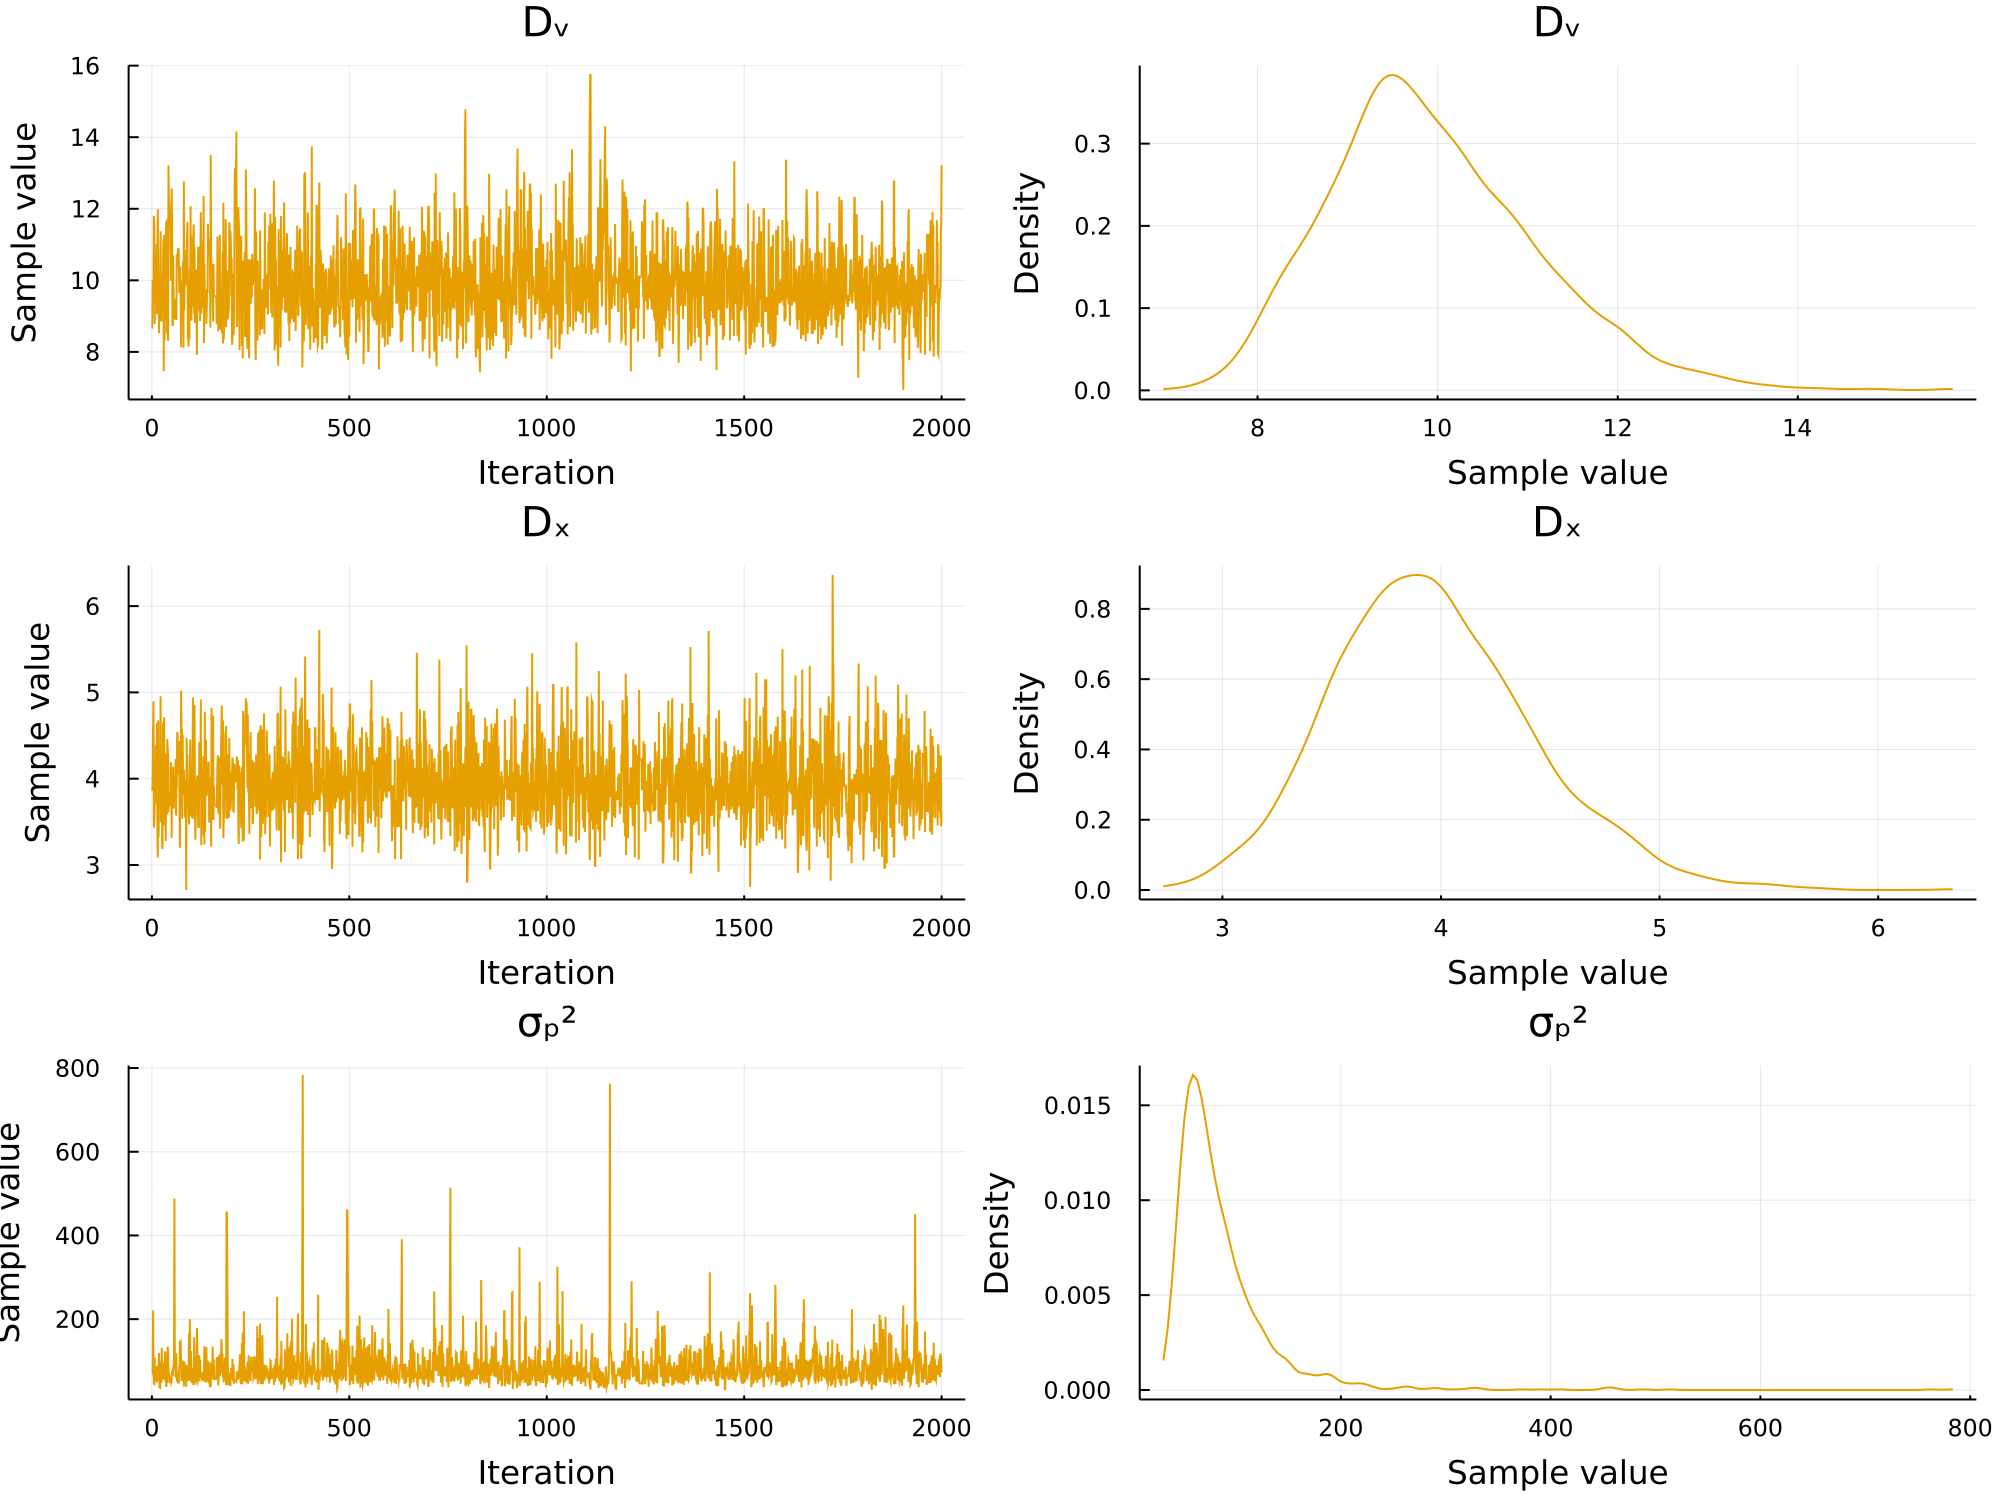 Dᵥ
Sample value
16
14
12
10
8
0 500 1000 1500 2000
Iteration
Dᵥ
Density
0.3
0.2
0.1
0.0
8 10 12 14
Sample value
Dₓ
Sample value
6
5
4
3
0 500 1000 1500 2000
Iteration
Dₓ
Density
0.8
0.6
0.4
0.2
0.0
3 4 5 6
Sample value
σₚ²
Sample value
800
600
400
200
0 500 1000 1500 2000
Iteration
σₚ²
Density
0.015
0.010
0.005
0.000
200 400 600 800
Sample value